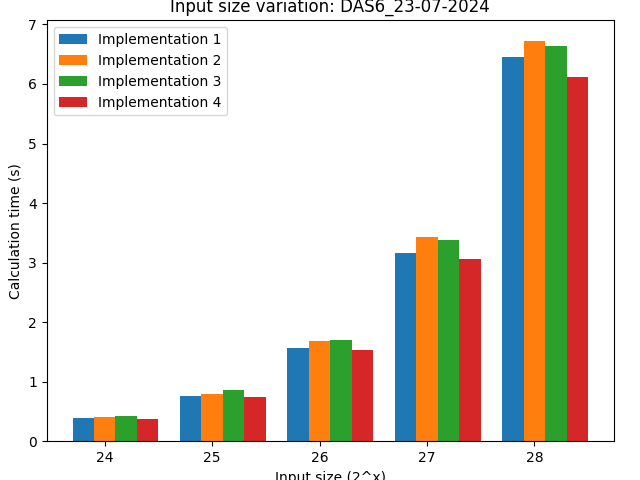 Input size variation: DAS6_23-07-2024
Implementation 1
Implementation 2
Implementation 3
Implementation 4
Calculation time (s)
7
6
5
4
3
2
1
0
24 25 26 27 28
Input size (2^x)